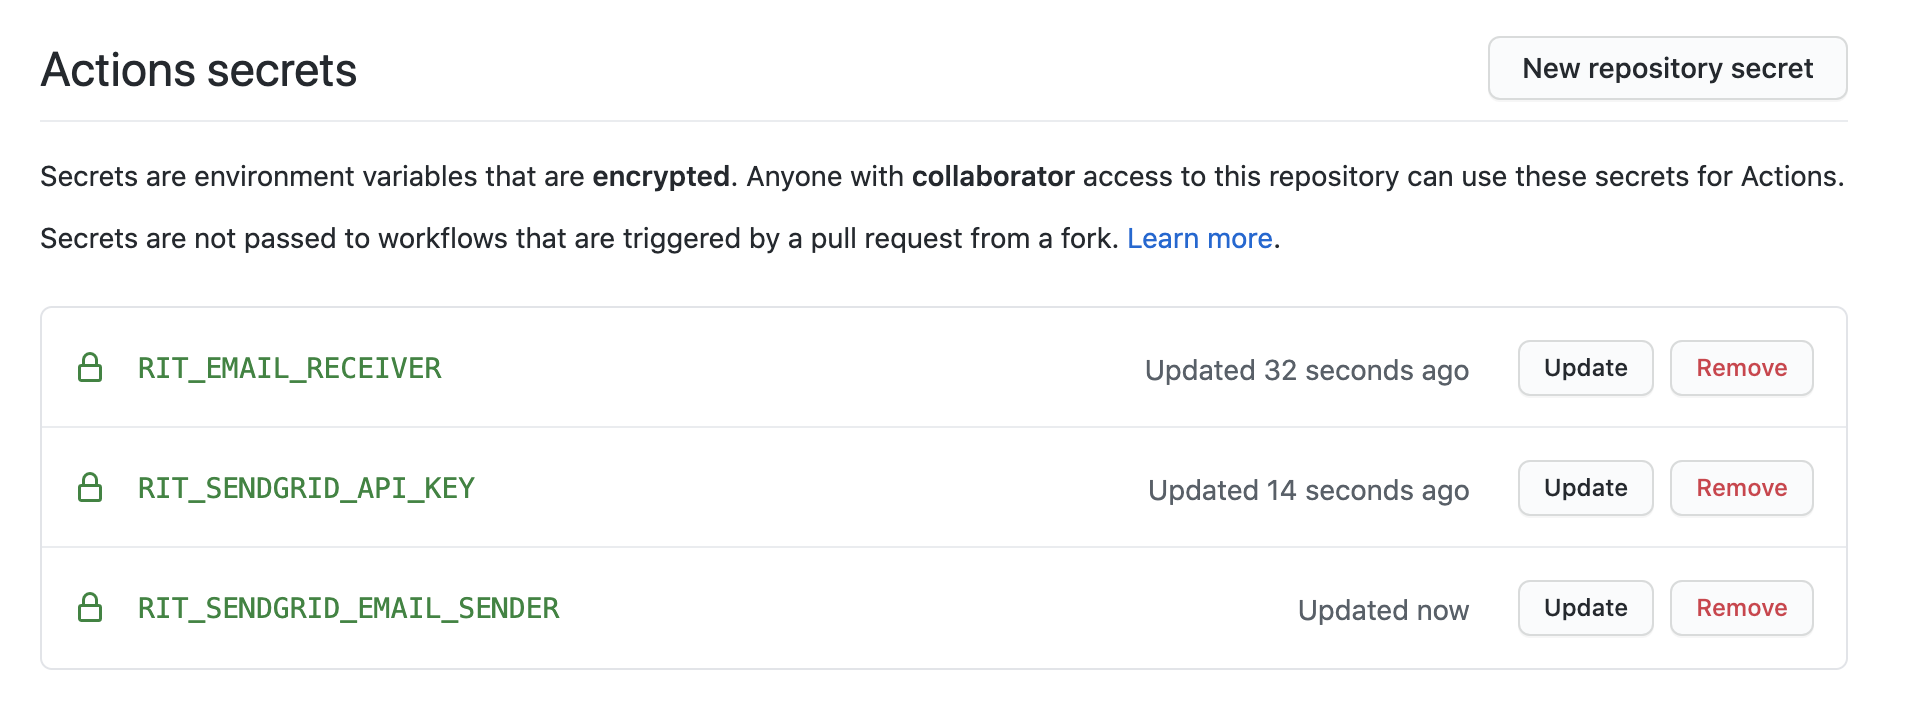 Actions secrets
New repository secret
Secrets are environment variables that are encrypted. Anyone with collaborator access to this repository can use these secrets for Actions.
Secrets are not passed to workflows that are triggered by a pull request from a fork. Learn more.
RIT_EMAIL_RECEIVER Updated 32 seconds ago Update Remove
RIT_SENDGRID_API_KEY Updated 14 seconds ago Update Remove
RIT_SENDGRID_EMAIL_SENDER Updated now Update Remove